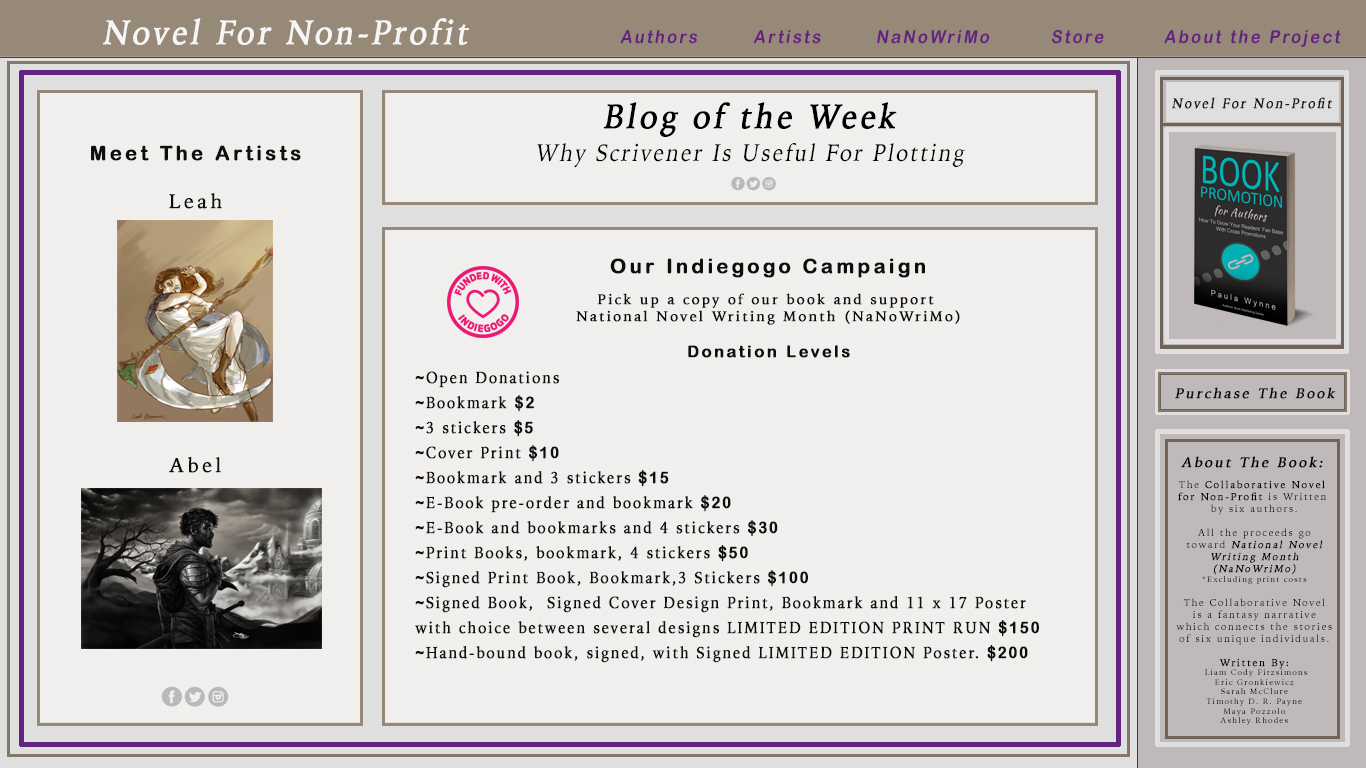 Novel For Non-Profit
Authors Artists NaNoWriMo Store About the Project
Meet The Artists
Leah
Abel
Blog of the Week
Why Scrivener Is Useful For Plotting
FUNDED WITH
INDIEGOGO
Our Indiegogo Campaign
Pick up a copy of our book and support
National Novel Writing Month (NaNoWriMo)
Donation Levels
~Open Donations
~Bookmark $2
~3 stickers $5
~Cover Print $10
~Bookmark and 3 stickers $15
~E-Book pre-order and bookmark $20
~E-Book and bookmarks and 4 stickers $30
~Print Books, bookmark, 4 stickers $50
~Signed Print Book, Bookmark,3 Stickers $100
~Signed Book,  Signed Cover Design Print, Bookmark and 11 x 17 Poster
with choice between several designs LIMITED EDITION PRINT RUN $150
~Hand-bound book, signed, with Signed LIMITED EDITION Poster. $200
Novel For Non-Profit
BOOK
PROMOTION
for Authors
How To Grow Your Readers' Fan Base
With Cross Promotions
Paula Wynne
Purchase The Book
About The Book:
The Collaborative Novel
for Non-Profit is Written
by six authors.
All the proceeds go
toward National Novel
Writing Month
(NaNoWriMo)
*Excluding print costs
The Collaborative Novel
is a fantasy narrative
which connects the stories
of six unique individuals.
Written By:
Liam Cody Fitzsimons
Eric Gronkiewicz
Sarah McClure
Timothy D. R. Payne
Maya Pozzolo
Ashley Rhodes